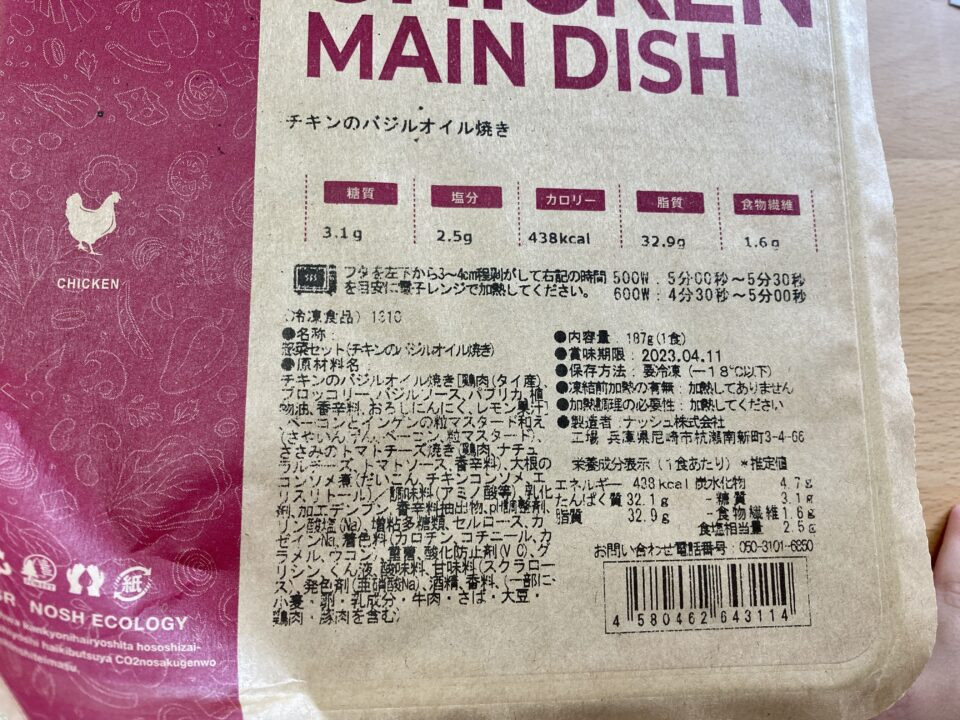 CHICKEN
MAIN DISH
チキンのバジルオイル焼き
糖質 塩分 カロリー 脂質 食物繊維
3.1g 2.5g 438kcal 32.9g 1.6g
フタを左下から3〜4cm程剥がして右記の時間
を目安に電子レンジで加熱してください。
500W : 5分00秒〜5分30秒
600W : 4分30秒〜5分00秒
CHICKEN
(冷凍食品) 1310
●名称 :
惣菜セット(チキンのバジルオイル焼き)
●原材料名 :
チキンのバジルオイル焼き[鶏肉(タイ産)、
ブロッコリー、バジルソース、パプリカ、植
物油、香辛料、おろしにんにく、レモン果汁]
、ベーコンとインゲンの粒マスタード和え
(さやいんげん、ベーコン、粒マスタード)、
ささみのトマトチーズ焼き(鶏肉、ナチュ
ラルチーズ、トマトソース、香辛料)、大根の
コンソメ煮(だいこん、チキンコンソメ、エ
リスリトール)/調味料(アミノ酸等)、乳化
剤、加工デンプン、香辛料抽出物、pH調整剤、
リン酸塩(Na)、増粘多糖類、セルロース、カ
ゼインNa、着色料(カロチン、コチニール、カ
ラメル、ウコン)、重曹、酸化防止剤(V.C)、グ
リシン、くん液、酸味料、甘味料(スクラロー
ス)、発色剤(亜硝酸Na)、酒精、香料、(一部に
小麦・卵・乳成分・牛肉・さば・大豆・
鶏肉・豚肉を含む)
●内容量 : 187g(1食)
●賞味期限 : 2023.04.11
●保存方法 : 要冷凍(−18℃以下)
●凍結前加熱の有無 : 加熱してありません
●加熱調理の必要性 : 加熱してください
●製造者 : ナッシュ株式会社
工場 兵庫県尼崎市杭瀬南新町3-4-66
栄養成分表示(1食あたり) *推定値
エネルギー 438kcal 炭水化物 4.7g
たんぱく質 32.1g - 糖質 3.1g
脂質 32.9g - 食物繊維 1.6g
食塩相当量 2.5g
お問い合わせ電話番号 : 050-3101-6850
4 580462 643114
紙
NOSH ECOLOGY
kankyonihairyoshita hososhizai-
haikibutsuya CO2nosakugenwo